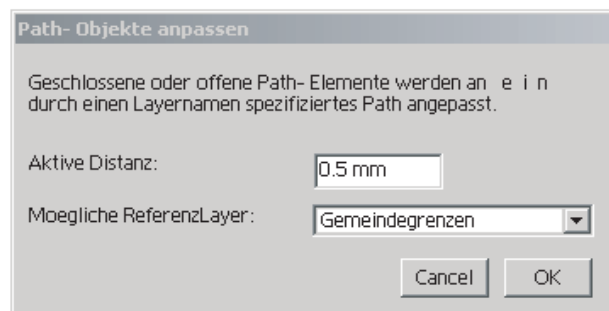 Path- Objekte anpassen
Geschlossene oder offene Path- Elemente werden an e i n
durch einen Layernamen spezifiziertes Path angepasst.
Aktive Distanz:
0.5 mm
Moegliche ReferenzLayer:
Gemeindegrenzen
Cancel
OK